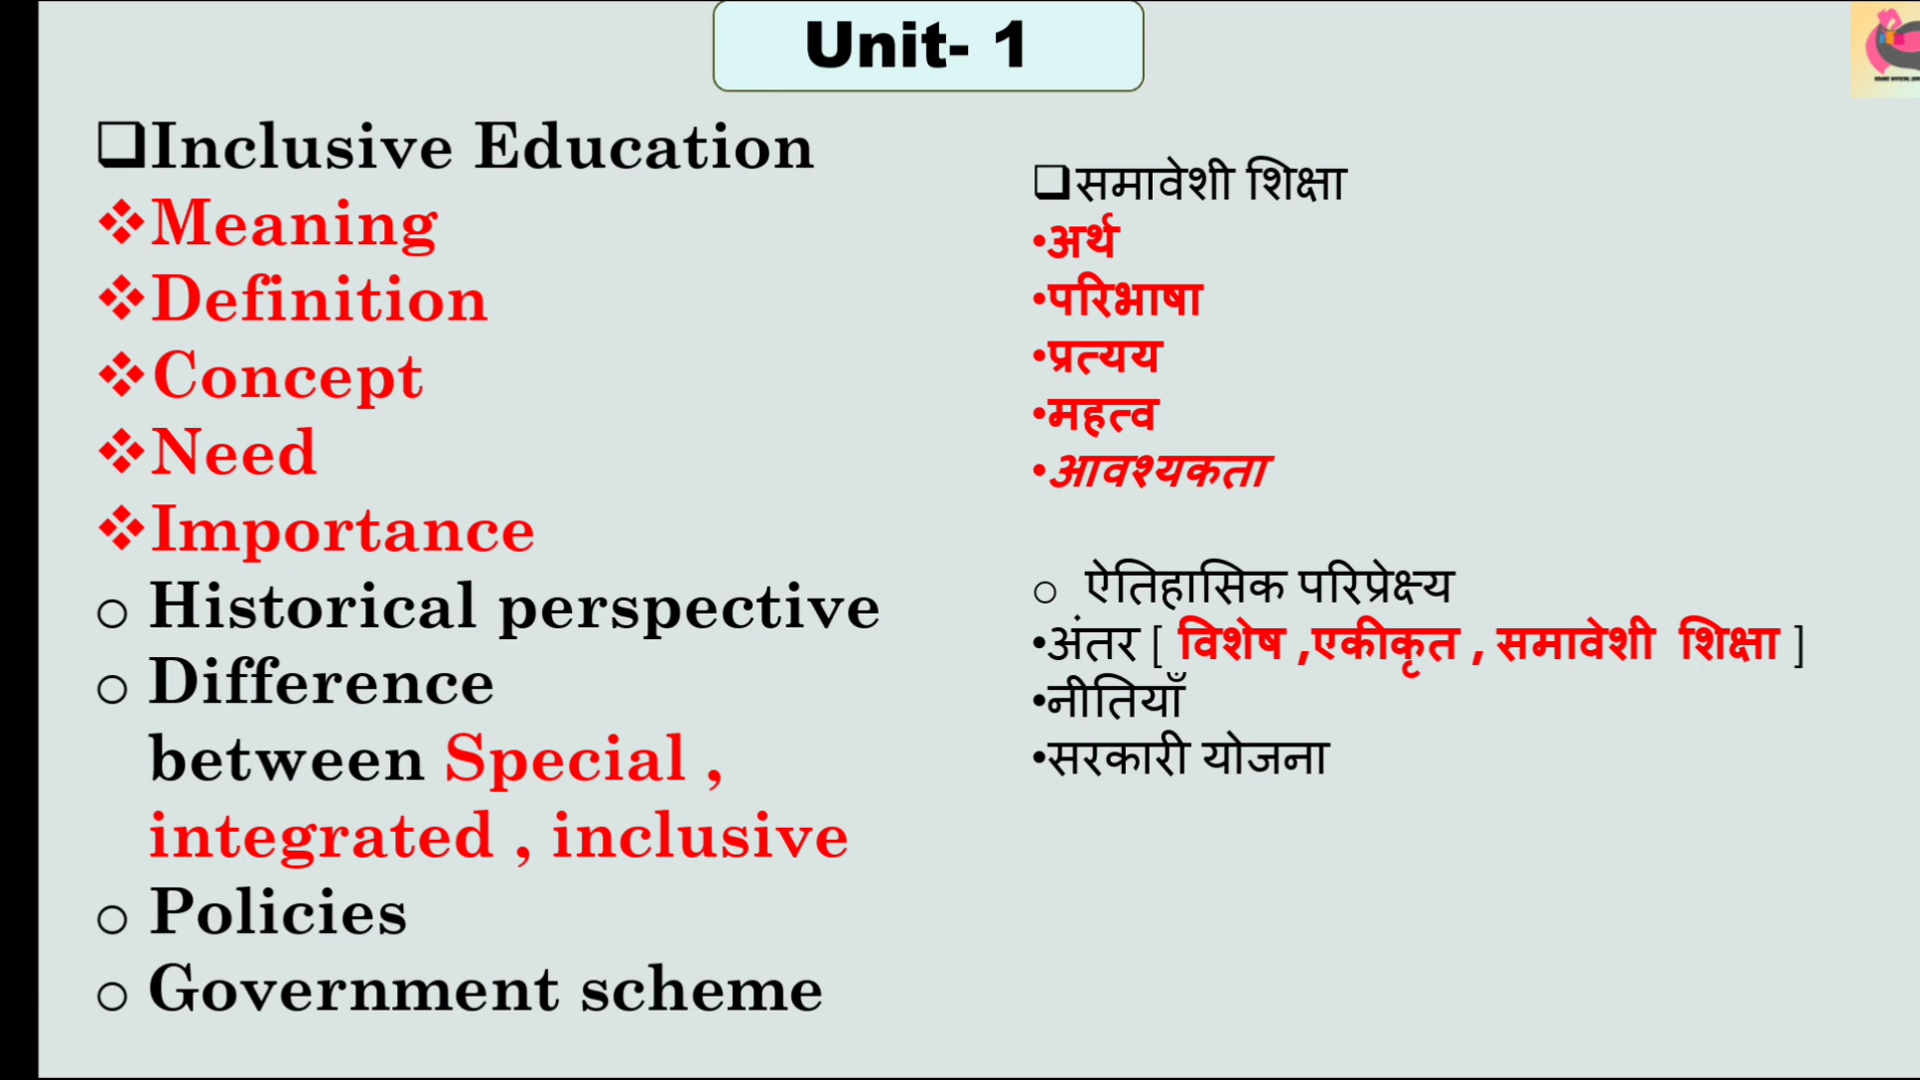 Unit- 1
❑Inclusive Education
❖Meaning
❖Definition
❖Concept
❖Need
❖Importance
o Historical perspective
o Difference
between Special ,
integrated , inclusive
o Policies
o Government scheme
❑समावेशी शिक्षा
•अर्थ
•परिभाषा
•प्रत्यय
•महत्व
•आवश्यकता
o ऐतिहासिक परिप्रेक्ष्य
•अंतर [ विशेष ,एकीकृत , समावेशी शिक्षा ]
•नीतियाँ
•सरकारी योजना